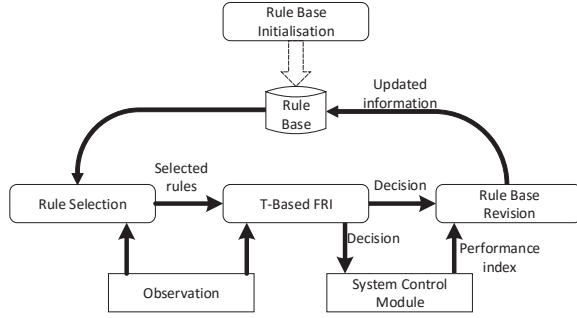 Rule Base
Initialisation
Rule
Base
Updated
information
Selected
rules
Decision
Rule Selection
T-Based FRI
Rule Base
Revision
Decision
Performance
index
Observation
System Control
Module